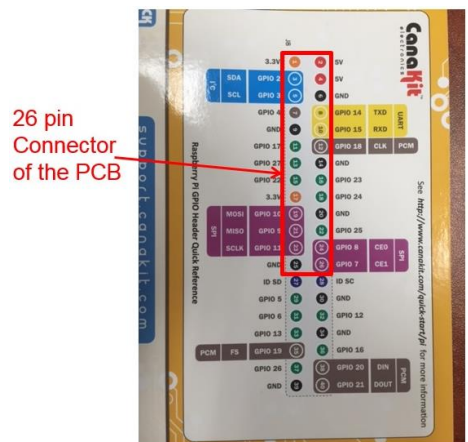 26 pin
Connector
of the PCB
CanaKit
electronics
J8
3.3V 1 2 5V
I²C SDA GPIO 2 3 4 5V
SCL GPIO 3 5 6 GND
GPIO 4 7 8 GPIO 14 TXD UART
GND 9 10 GPIO 15 RXD
GPIO 17 11 12 GPIO 18 CLK PCM
GPIO 27 13 14 GND
GPIO 22 15 16 GPIO 23
3.3V 17 18 GPIO 24
SPI MOSI GPIO 10 19 20 GND
MISO GPIO 9 21 22 GPIO 25
SCLK GPIO 11 23 24 GPIO 8 CE0 SPI
GND 25 26 GPIO 7 CE1
ID SD 27 28 ID SC
GPIO 5 29 30 GND
GPIO 6 31 32 GPIO 12
GPIO 13 33 34 GND
PCM FS GPIO 19 35 36 GPIO 16
GPIO 26 37 38 GPIO 20 DIN PCM
GND 39 40 GPIO 21 DOUT
Raspberry Pi GPIO Header Quick Reference
See http://www.canakit.com/quick-start/pi for more information
support.canakit.com